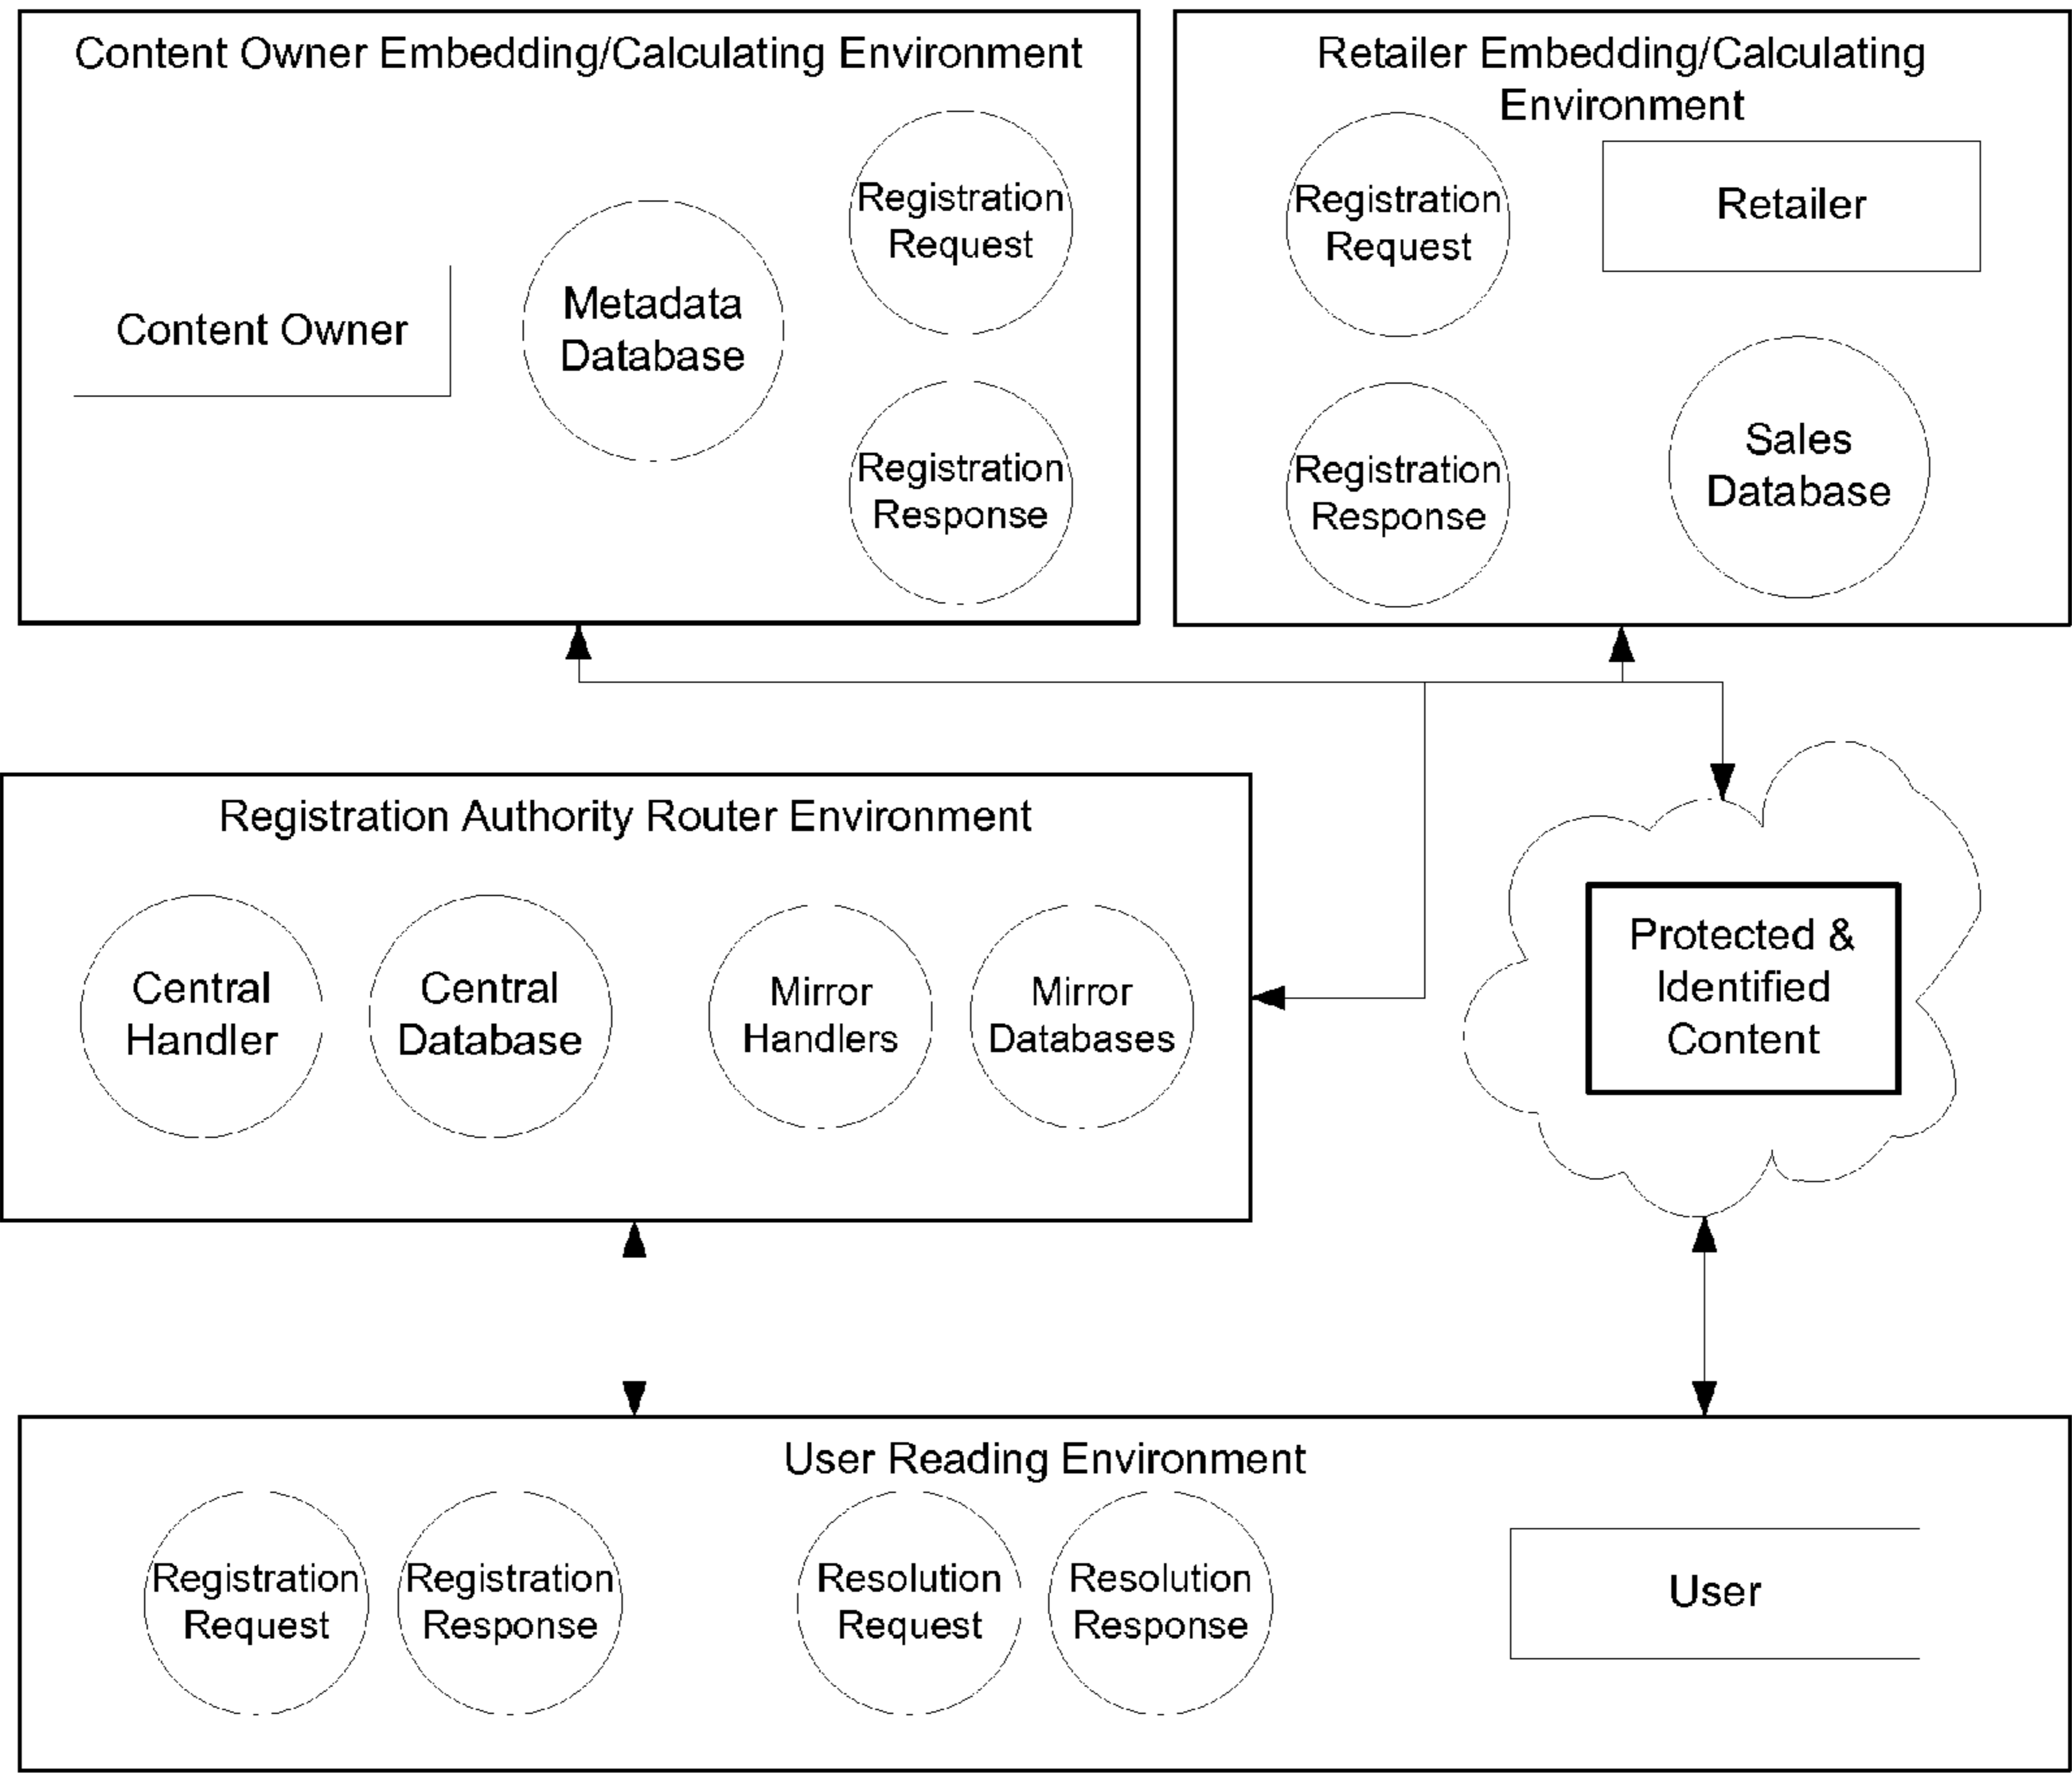 Content Owner Embedding/Calculating Environment
Content Owner
Metadata
Database
Registration
Request
Registration
Response
Retailer Embedding/Calculating
Environment
Registration
Request
Retailer
Registration
Response
Sales
Database
Registration Authority Router Environment
Central
Handler
Central
Database
Mirror
Handlers
Mirror
Databases
Protected &
Identified
Content
User Reading Environment
Registration
Request
Registration
Response
Resolution
Request
Resolution
Response
User